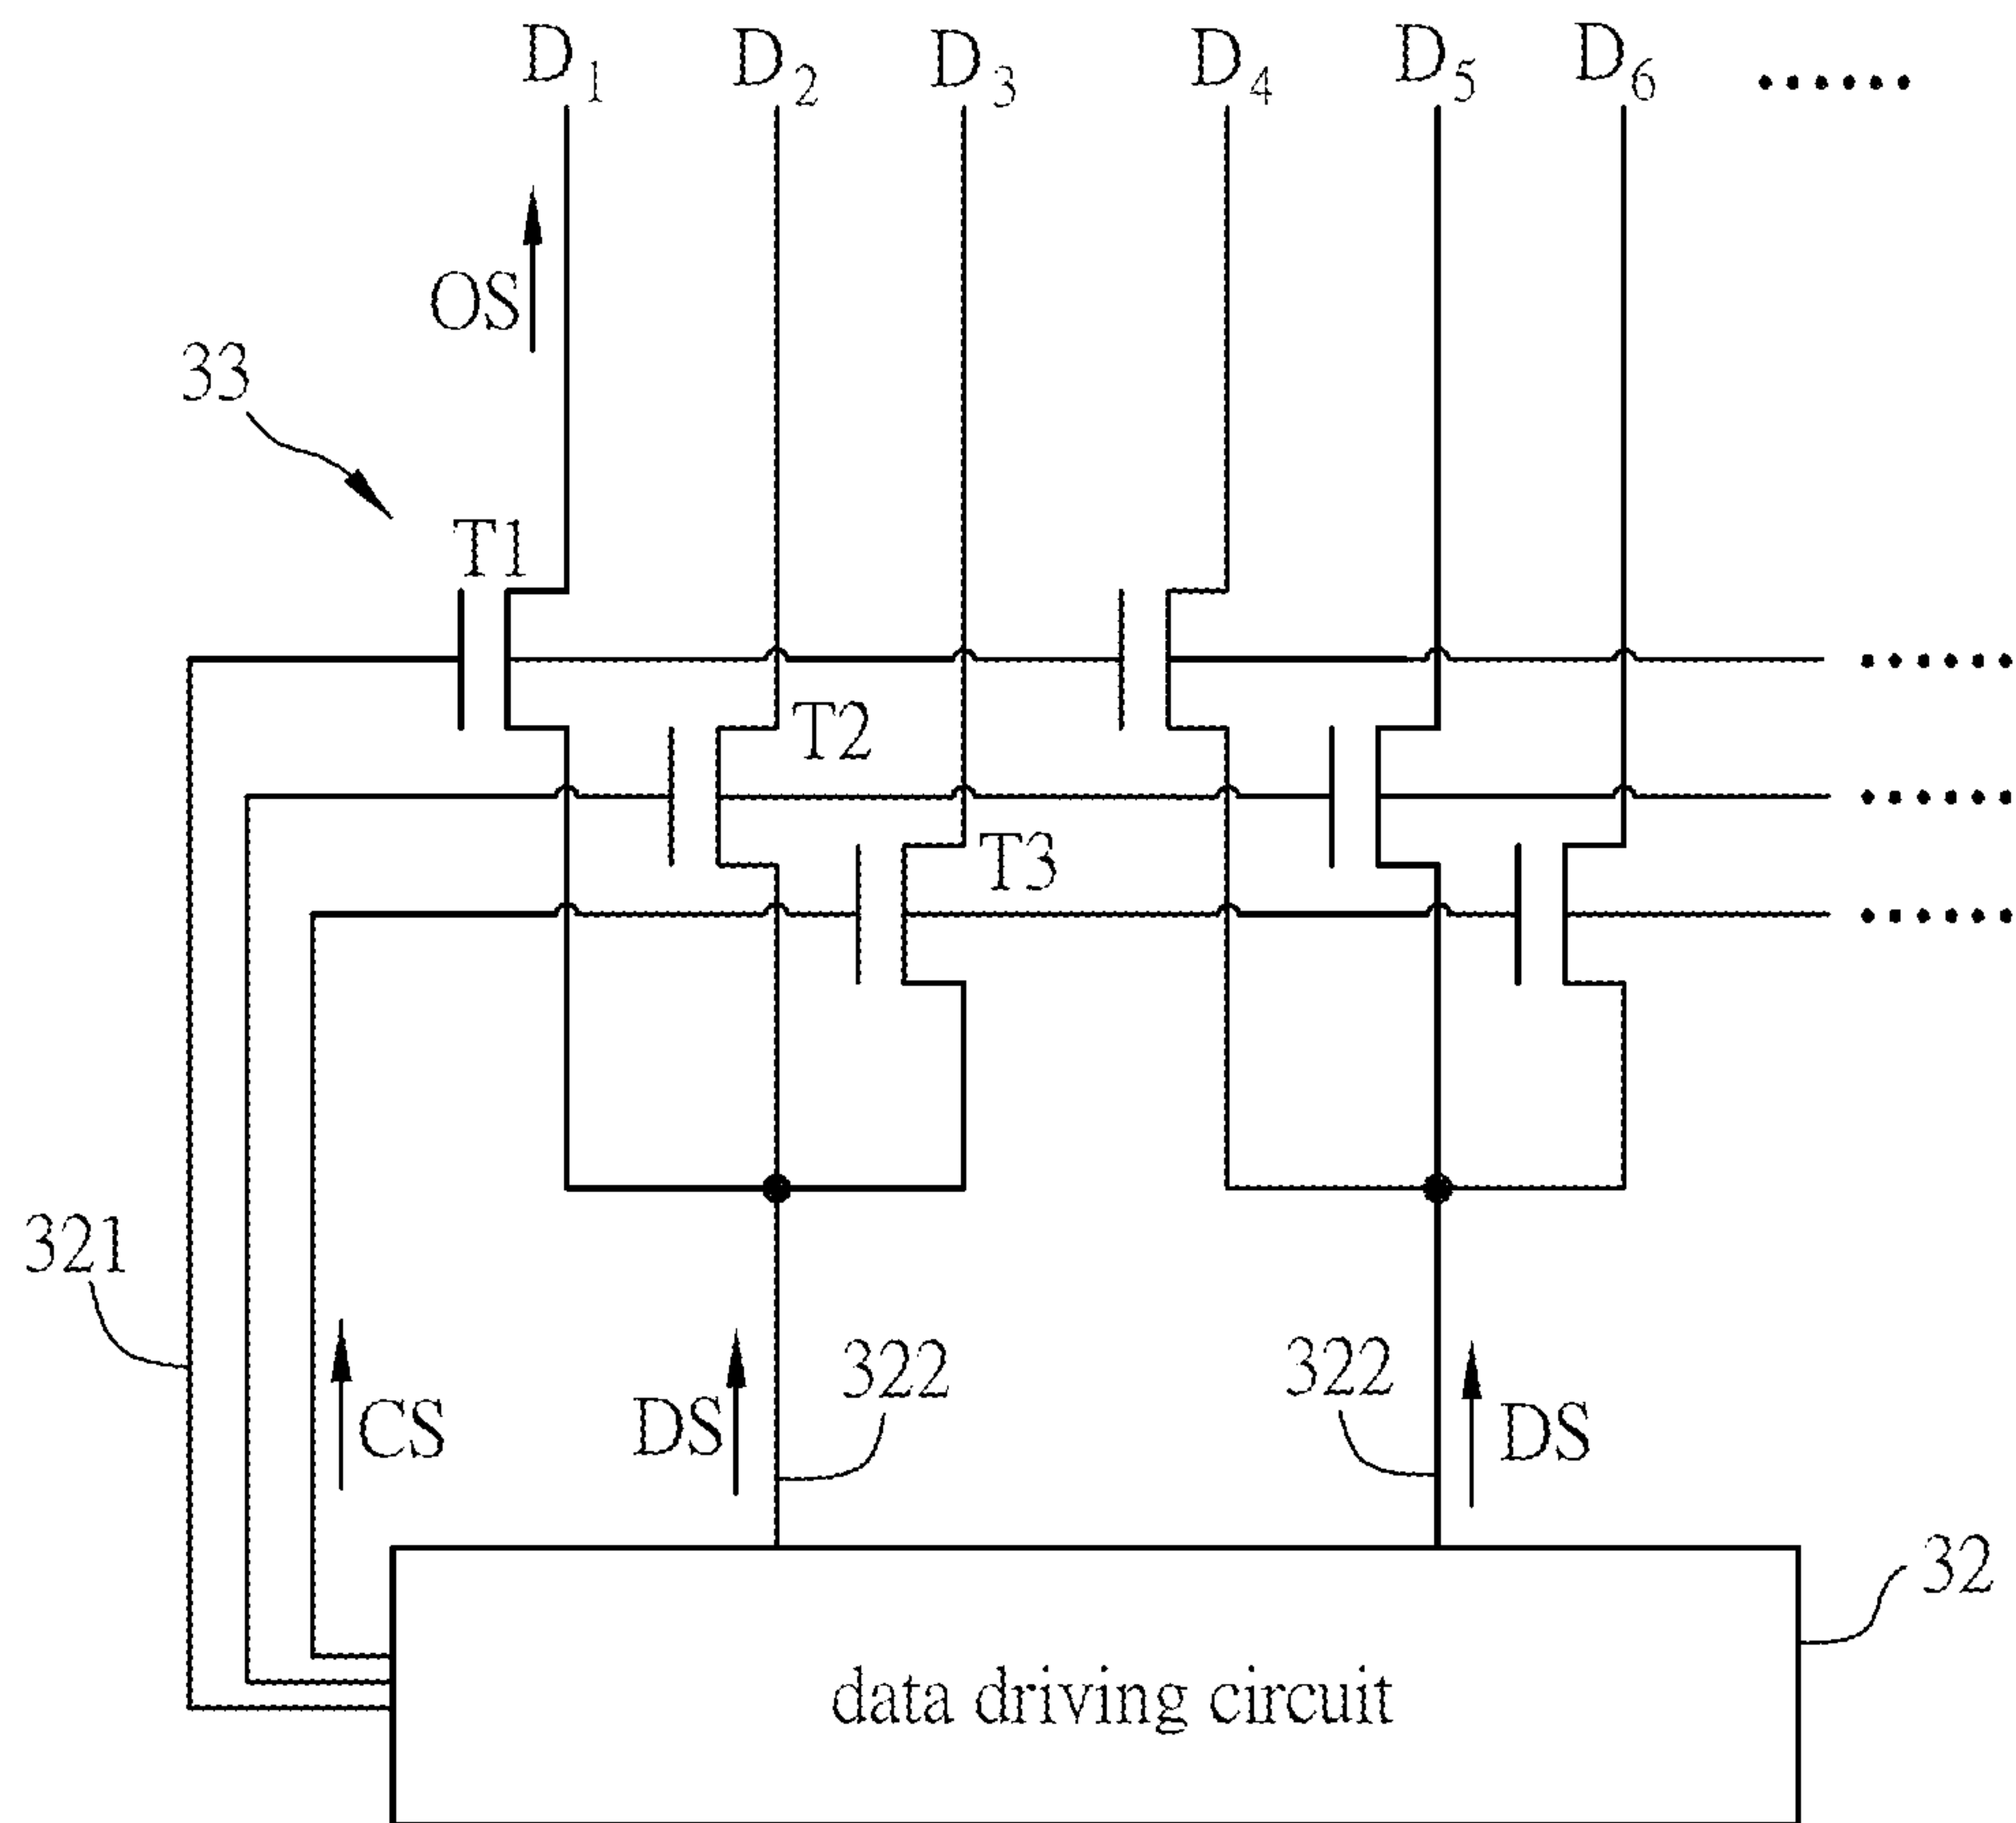 D₁ D₂ D₃ D₄ D₅ D₆ ......
OS
33
T1
......
T2
......
T3
......
321
322
322
CS
DS
DS
32
data driving circuit